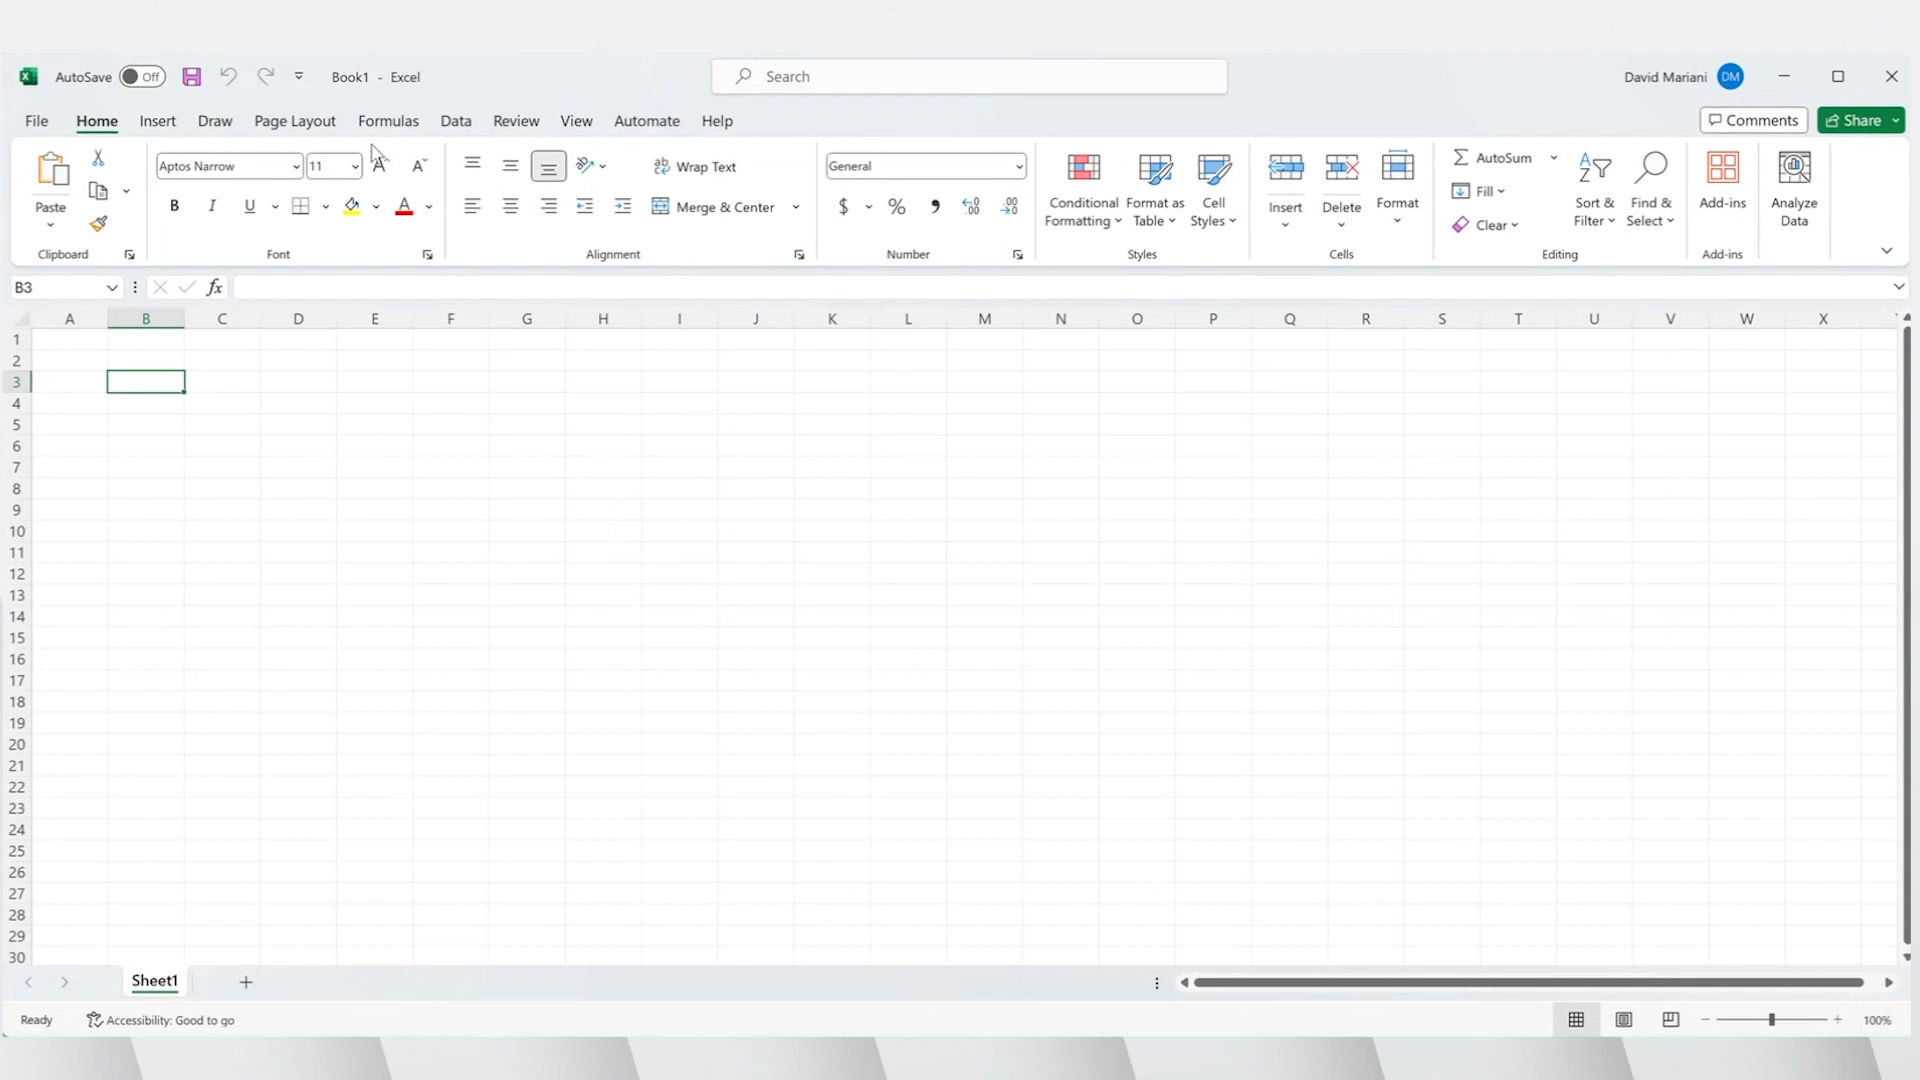 AutoSave Off Book1 - Excel Search David Mariani DM
File Home Insert Draw Page Layout Formulas Data Review View Automate Help Comments Share
Paste
Clipboard
Aptos Narrow 11
B I U A
Font
ab Wrap Text
Merge & Center
Alignment
General
$ % 9 .00
Number
Conditional Formatting
Format as Table
Cell Styles
Styles
Insert Delete Format
Cells
AutoSum
Fill
Clear
Sort & Filter
Find & Select
Editing
Add-ins
Add-ins
Analyze Data
B3 fx
A B C D E F G H I J K L M N O P Q R S T U V W X
1
2
3
4
5
6
7
8
9
10
11
12
13
14
15
16
17
18
19
20
21
22
23
24
25
26
27
28
29
30
Sheet1
Ready Accessibility: Good to go 100%